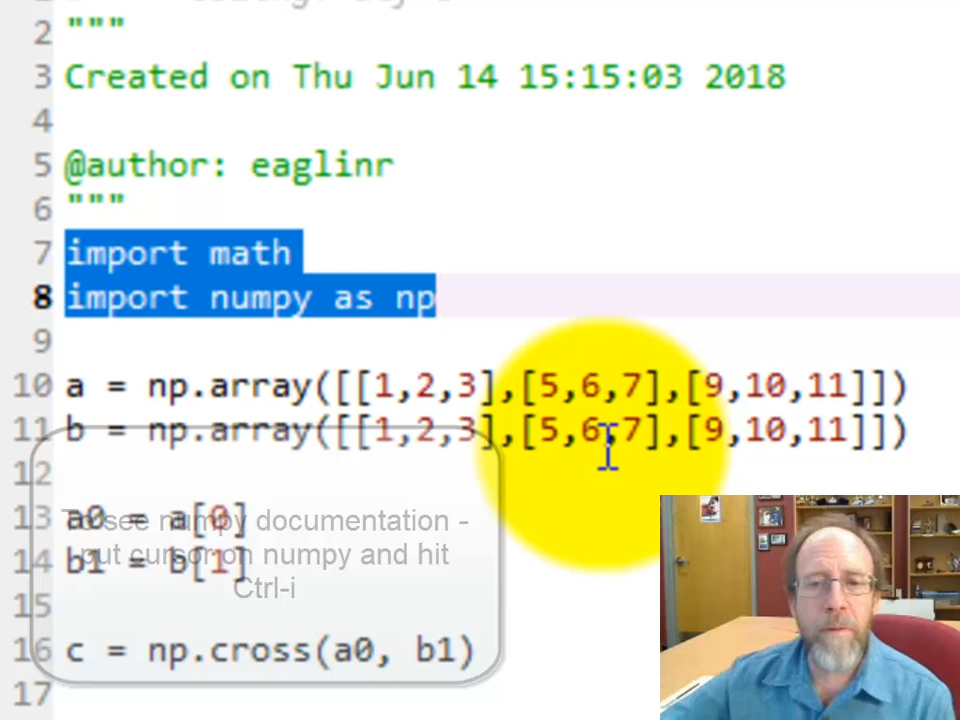 2 """
3 Created on Thu Jun 14 15:15:03 2018
4
5 @author: eaglinr
6 """
7 import math
8 import numpy as np
9
10 a = np.array([[1,2,3],[5,6,7],[9,10,11]])
11 b = np.array([[1,2,3],[5,6,7],[9,10,11]])
12
13 a0 = a[0]
14 b1 = b[1]
15
16 c = np.cross(a0, b1)
17
To see numpy documentation -
put cursor on numpy and hit
Ctrl-i